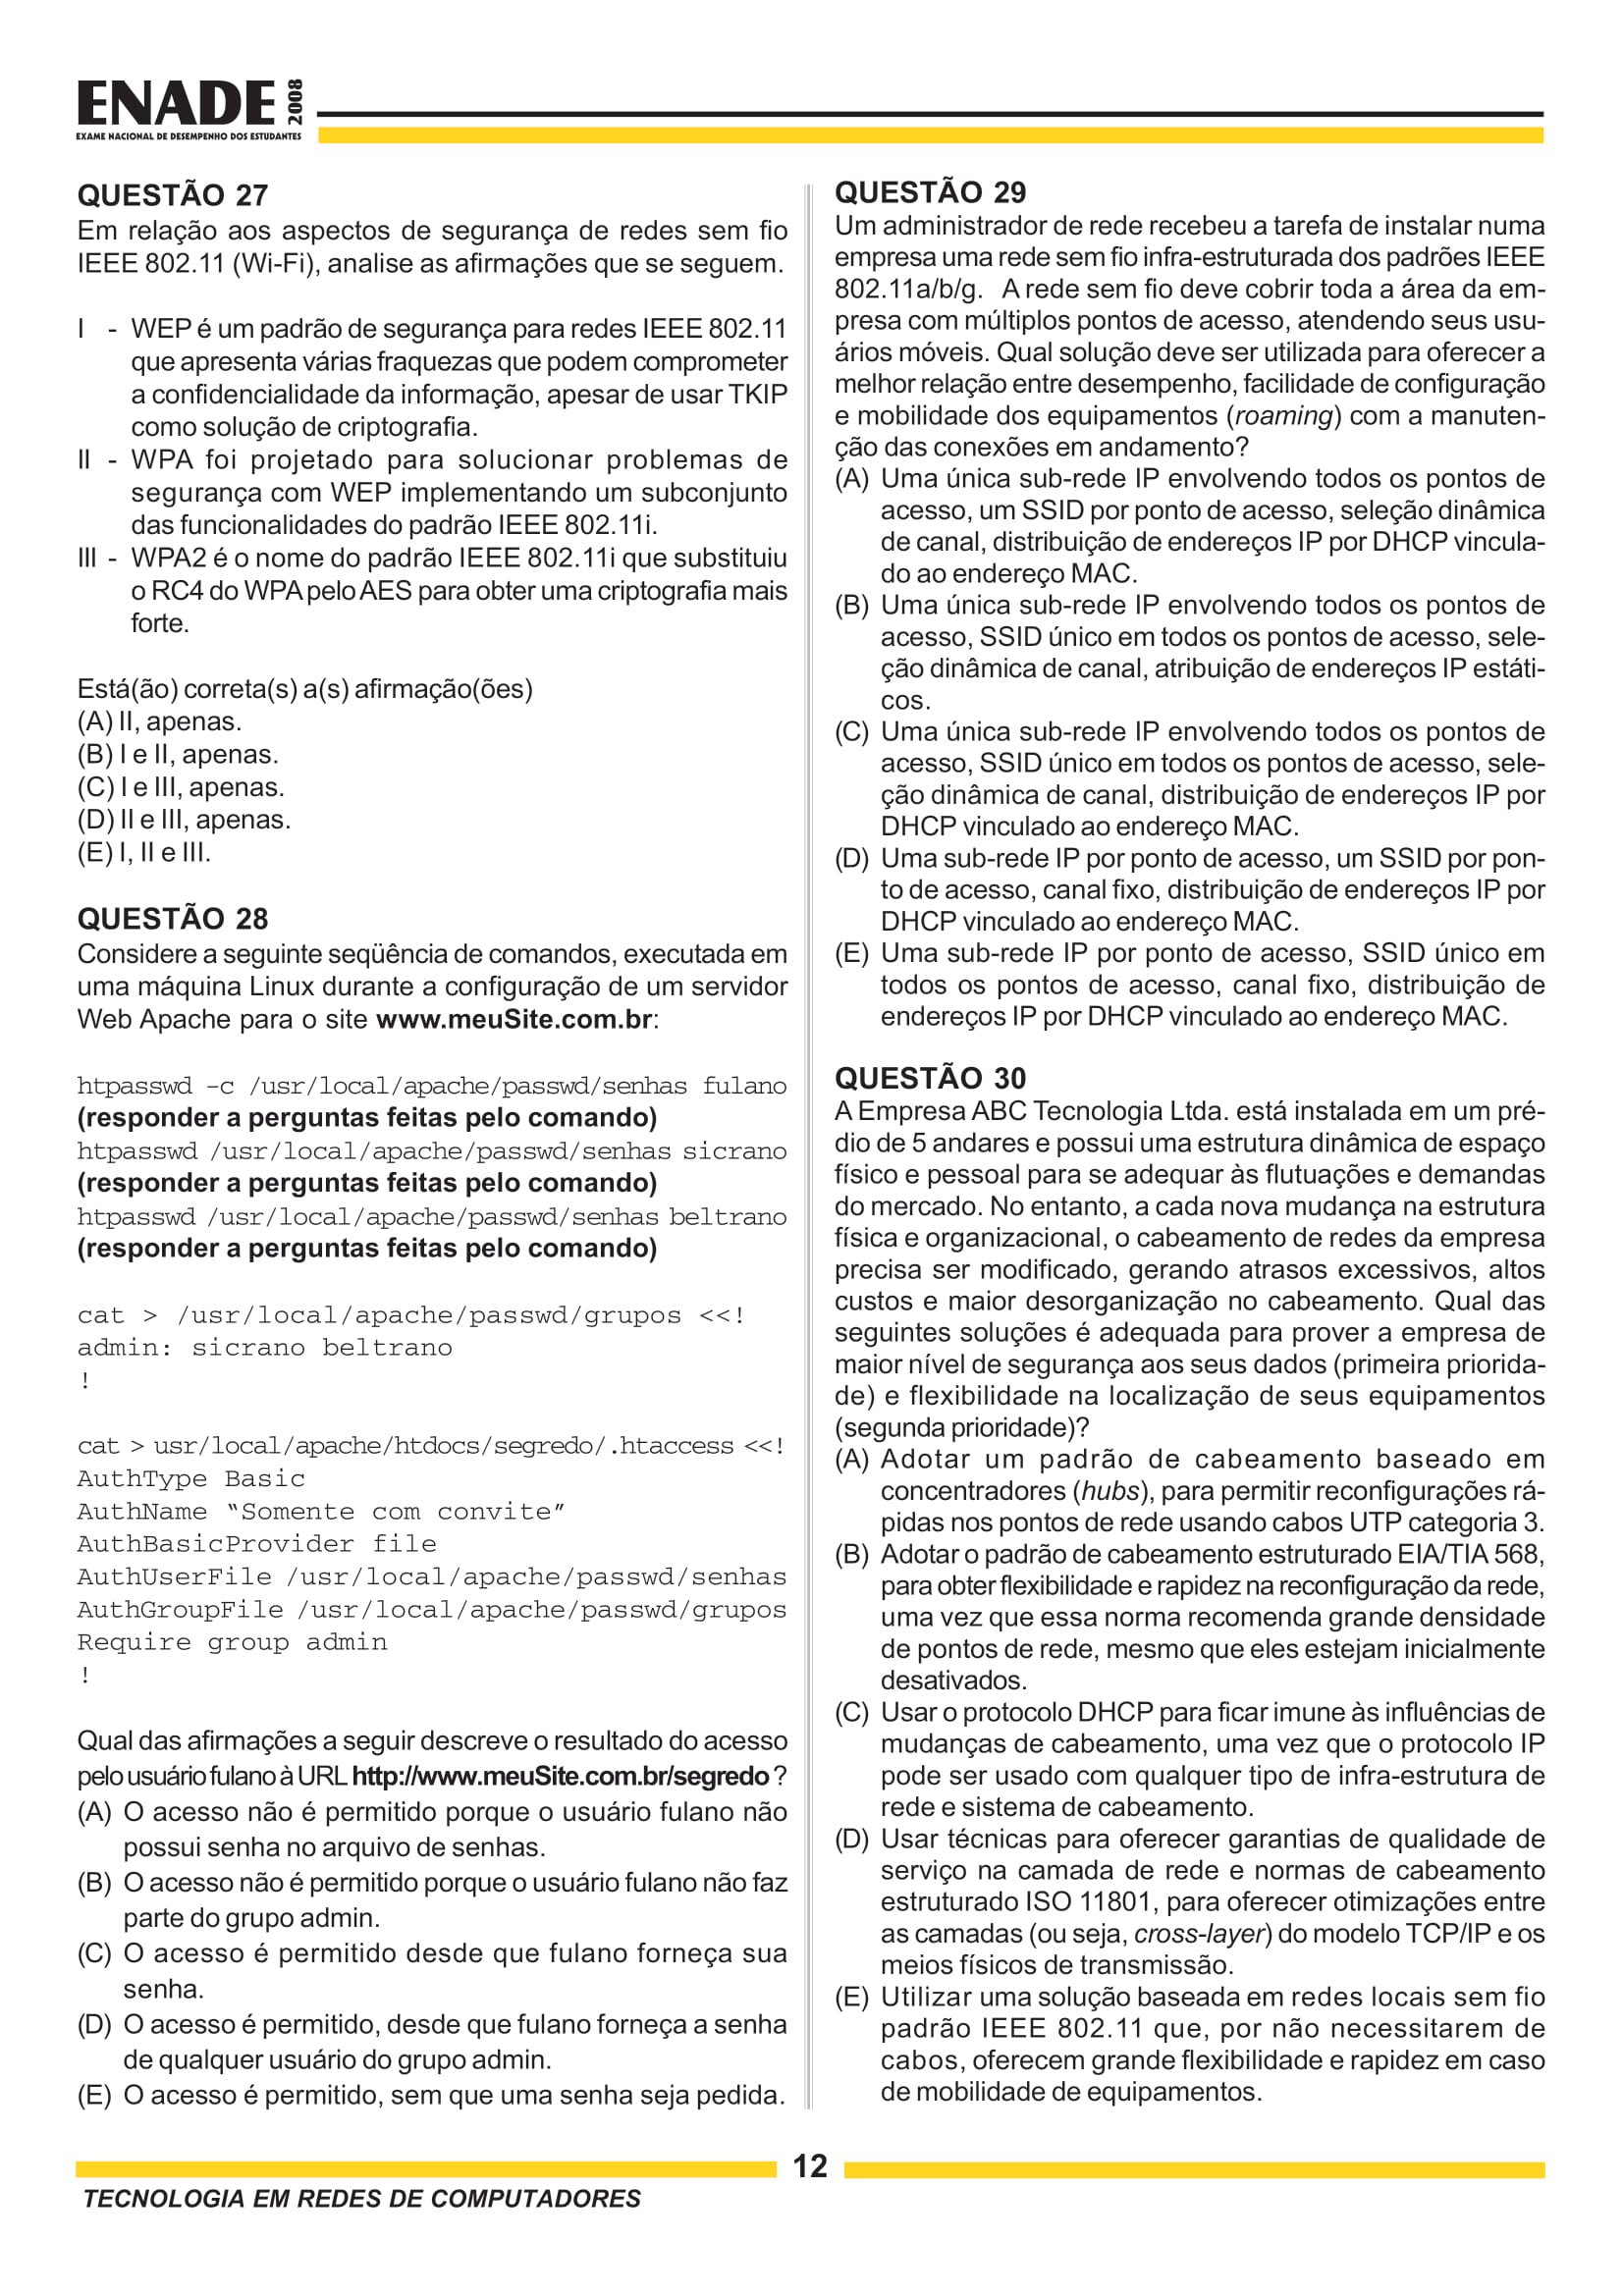 ENADE 2008
EXAME NACIONAL DE DESEMPENHO DOS ESTUDANTES
QUESTÃO 27
Em relação aos aspectos de segurança de redes sem fio
IEEE 802.11 (Wi-Fi), analise as afirmações que se seguem.
I - WEP é um padrão de segurança para redes IEEE 802.11
que apresenta várias fraquezas que podem comprometer
a confidencialidade da informação, apesar de usar TKIP
como solução de criptografia.
II - WPA foi projetado para solucionar problemas de
segurança com WEP implementando um subconjunto
das funcionalidades do padrão IEEE 802.11i.
III - WPA2 é o nome do padrão IEEE 802.11i que substituiu
o RC4 do WPA pelo AES para obter uma criptografia mais
forte.
Está(ão) correta(s) a(s) afirmação(ões)
(A) II, apenas.
(B) I e II, apenas.
(C) I e III, apenas.
(D) II e III, apenas.
(E) I, II e III.
QUESTÃO 28
Considere a seguinte seqüência de comandos, executada em
uma máquina Linux durante a configuração de um servidor
Web Apache para o site www.meuSite.com.br:
htpasswd -c /usr/local/apache/passwd/senhas fulano
(responder a perguntas feitas pelo comando)
htpasswd /usr/local/apache/passwd/senhas sicrano
(responder a perguntas feitas pelo comando)
htpasswd /usr/local/apache/passwd/senhas beltrano
(responder a perguntas feitas pelo comando)
cat > /usr/local/apache/passwd/grupos <<!
admin: sicrano beltrano
!
cat > usr/local/apache/htdocs/segredo/.htaccess <<!
AuthType Basic
AuthName “Somente com convite”
AuthBasicProvider file
AuthUserFile /usr/local/apache/passwd/senhas
AuthGroupFile /usr/local/apache/passwd/grupos
Require group admin
!
Qual das afirmações a seguir descreve o resultado do acesso
pelo usuário fulano à URL http://www.meuSite.com.br/segredo ?
(A) O acesso não é permitido porque o usuário fulano não
possui senha no arquivo de senhas.
(B) O acesso não é permitido porque o usuário fulano não faz
parte do grupo admin.
(C) O acesso é permitido desde que fulano forneça sua
senha.
(D) O acesso é permitido, desde que fulano forneça a senha
de qualquer usuário do grupo admin.
(E) O acesso é permitido, sem que uma senha seja pedida.
QUESTÃO 29
Um administrador de rede recebeu a tarefa de instalar numa
empresa uma rede sem fio infra-estruturada dos padrões IEEE
802.11a/b/g. A rede sem fio deve cobrir toda a área da em-
presa com múltiplos pontos de acesso, atendendo seus usu-
ários móveis. Qual solução deve ser utilizada para oferecer a
melhor relação entre desempenho, facilidade de configuração
e mobilidade dos equipamentos (roaming) com a manuten-
ção das conexões em andamento?
(A) Uma única sub-rede IP envolvendo todos os pontos de
acesso, um SSID por ponto de acesso, seleção dinâmica
de canal, distribuição de endereços IP por DHCP vincula-
do ao endereço MAC.
(B) Uma única sub-rede IP envolvendo todos os pontos de
acesso, SSID único em todos os pontos de acesso, sele-
ção dinâmica de canal, atribuição de endereços IP estáti-
cos.
(C) Uma única sub-rede IP envolvendo todos os pontos de
acesso, SSID único em todos os pontos de acesso, sele-
ção dinâmica de canal, distribuição de endereços IP por
DHCP vinculado ao endereço MAC.
(D) Uma sub-rede IP por ponto de acesso, um SSID por pon-
to de acesso, canal fixo, distribuição de endereços IP por
DHCP vinculado ao endereço MAC.
(E) Uma sub-rede IP por ponto de acesso, SSID único em
todos os pontos de acesso, canal fixo, distribuição de
endereços IP por DHCP vinculado ao endereço MAC.
QUESTÃO 30
A Empresa ABC Tecnologia Ltda. está instalada em um pré-
dio de 5 andares e possui uma estrutura dinâmica de espaço
físico e pessoal para se adequar às flutuações e demandas
do mercado. No entanto, a cada nova mudança na estrutura
física e organizacional, o cabeamento de redes da empresa
precisa ser modificado, gerando atrasos excessivos, altos
custos e maior desorganização no cabeamento. Qual das
seguintes soluções é adequada para prover a empresa de
maior nível de segurança aos seus dados (primeira priorida-
de) e flexibilidade na localização de seus equipamentos
(segunda prioridade)?
(A) Adotar um padrão de cabeamento baseado em
concentradores (hubs), para permitir reconfigurações rá-
pidas nos pontos de rede usando cabos UTP categoria 3.
(B) Adotar o padrão de cabeamento estruturado EIA/TIA 568,
para obter flexibilidade e rapidez na reconfiguração da rede,
uma vez que essa norma recomenda grande densidade
de pontos de rede, mesmo que eles estejam inicialmente
desativados.
(C) Usar o protocolo DHCP para ficar imune às influências de
mudanças de cabeamento, uma vez que o protocolo IP
pode ser usado com qualquer tipo de infra-estrutura de
rede e sistema de cabeamento.
(D) Usar técnicas para oferecer garantias de qualidade de
serviço na camada de rede e normas de cabeamento
estruturado ISO 11801, para oferecer otimizações entre
as camadas (ou seja, cross-layer) do modelo TCP/IP e os
meios físicos de transmissão.
(E) Utilizar uma solução baseada em redes locais sem fio
padrão IEEE 802.11 que, por não necessitarem de
cabos, oferecem grande flexibilidade e rapidez em caso
de mobilidade de equipamentos.
12
TECNOLOGIA EM REDES DE COMPUTADORES